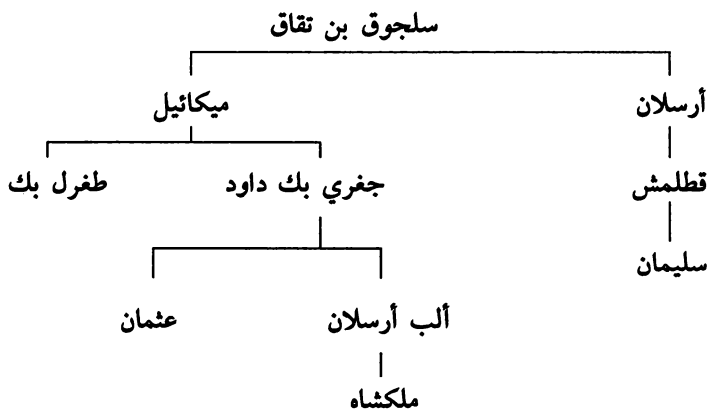 سلجوق بن تقاق
أرسلان ميكائيل
قطلمش جغري بك داود طغرل بك
سليمان
ألب أرسلان عثمان
ملكشاه